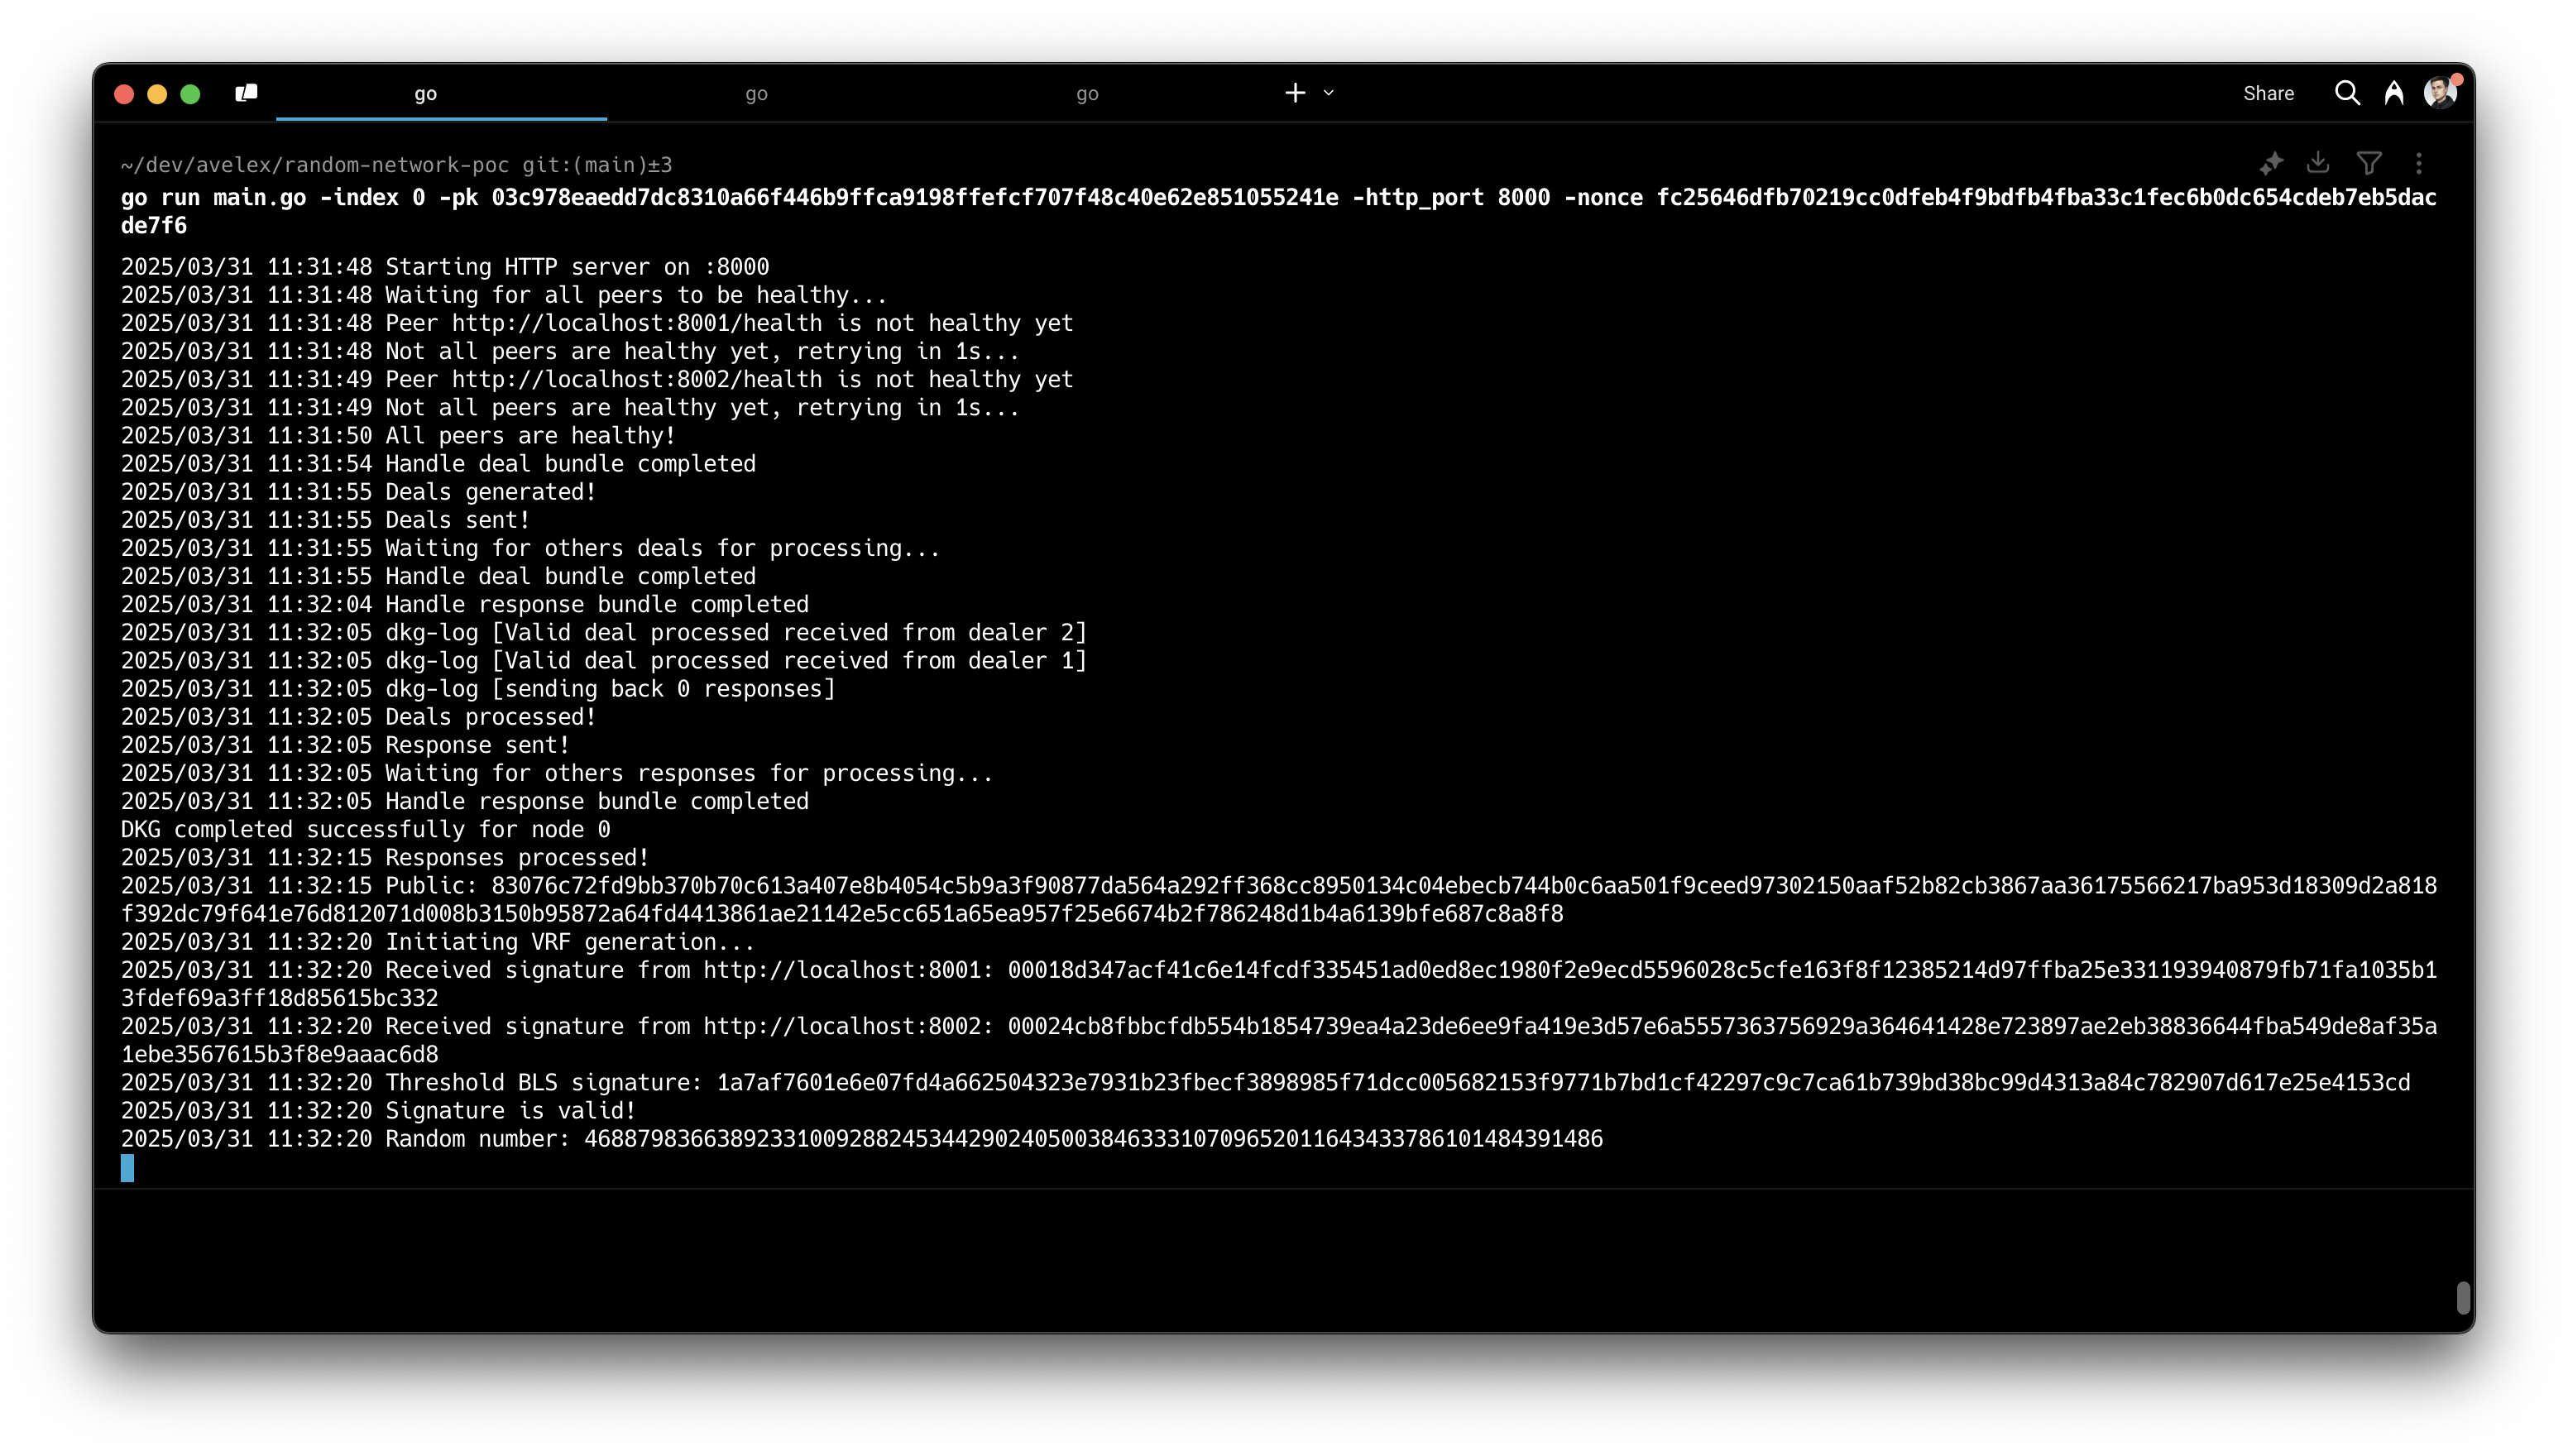 go go go Share
~/dev/avelex/random-network-poc git:(main)±3
go run main.go -index 0 -pk 03c978eaedd7dc8310a66f446b9ffca9198ffefcf707f48c40e62e851055241e -http_port 8000 -nonce fc25646dfb70219cc0dfeb4f9bdfb4fba33c1fec6b0dc654cdeb7eb5dac
de7f6
2025/03/31 11:31:48 Starting HTTP server on :8000
2025/03/31 11:31:48 Waiting for all peers to be healthy...
2025/03/31 11:31:48 Peer http://localhost:8001/health is not healthy yet
2025/03/31 11:31:48 Not all peers are healthy yet, retrying in 1s...
2025/03/31 11:31:49 Peer http://localhost:8002/health is not healthy yet
2025/03/31 11:31:49 Not all peers are healthy yet, retrying in 1s...
2025/03/31 11:31:50 All peers are healthy!
2025/03/31 11:31:54 Handle deal bundle completed
2025/03/31 11:31:55 Deals generated!
2025/03/31 11:31:55 Deals sent!
2025/03/31 11:31:55 Waiting for others deals for processing...
2025/03/31 11:31:55 Handle deal bundle completed
2025/03/31 11:32:04 Handle response bundle completed
2025/03/31 11:32:05 dkg-log [Valid deal processed received from dealer 2]
2025/03/31 11:32:05 dkg-log [Valid deal processed received from dealer 1]
2025/03/31 11:32:05 dkg-log [sending back 0 responses]
2025/03/31 11:32:05 Deals processed!
2025/03/31 11:32:05 Response sent!
2025/03/31 11:32:05 Waiting for others responses for processing...
2025/03/31 11:32:05 Handle response bundle completed
DKG completed successfully for node 0
2025/03/31 11:32:15 Responses processed!
2025/03/31 11:32:15 Public: 83076c72fd9bb370b70c613a407e8b4054c5b9a3f90877da564a292ff368cc8950134c04ebecb744b0c6aa501f9ceed97302150aaf52b82cb3867aa36175566217ba953d18309d2a818
f392dc79f641e76d812071d008b3150b95872a64fd4413861ae21142e5cc651a65ea957f25e6674b2f786248d1b4a6139bfe687c8a8f8
2025/03/31 11:32:20 Initiating VRF generation...
2025/03/31 11:32:20 Received signature from http://localhost:8001: 00018d347acf41c6e14fcdf335451ad0ed8ec1980f2e9ecd5596028c5cfe163f8f12385214d97ffba25e331193940879fb71fa1035b1
3fdef69a3ff18d85615bc332
2025/03/31 11:32:20 Received signature from http://localhost:8002: 00024cb8fbbcfdb554b1854739ea4a23de6ee9fa419e3d57e6a5557363756929a364641428e723897ae2eb38836644fba549de8af35a
1ebe3567615b3f8e9aaac6d8
2025/03/31 11:32:20 Threshold BLS signature: 1a7af7601e6e07fd4a662504323e7931b23fbecf3898985f71dcc005682153f9771b7bd1cf42297c9c7ca61b739bd38bc99d4313a84c782907d617e25e4153cd
2025/03/31 11:32:20 Signature is valid!
2025/03/31 11:32:20 Random number: 46887983663892331009288245344290240500384633310709652011643433786101484391486